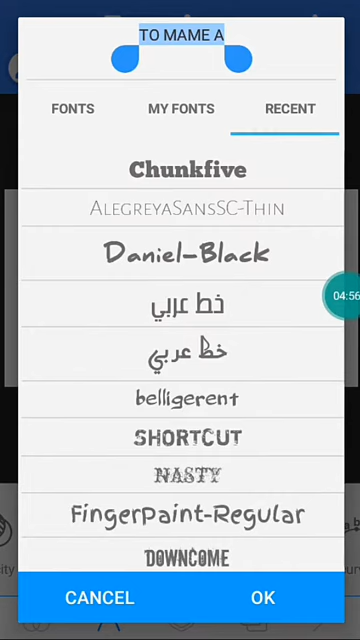 TO MAME A
FONTS
MY FONTS
RECENT
Chunkfive
AlegreyaSansSC-Thin
Daniel-Black
خط عربي
خط عربي
04:56
belligerent
SHORTCUT
NASTY
FingerPaint-Regular
DOWNCOME
CANCEL
OK